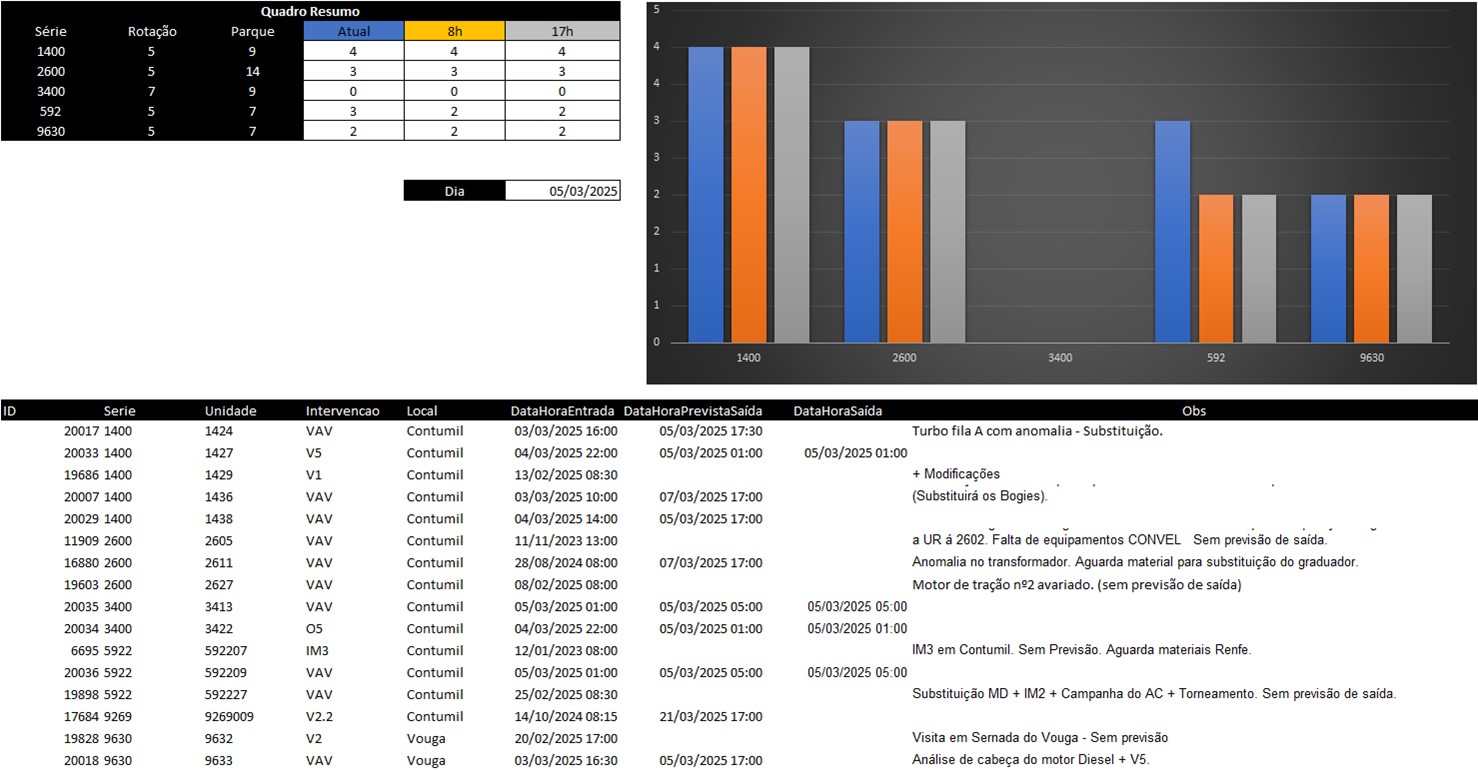 Quadro Resumo
Série Rotação Parque Atual 8h 17h
1400 5 9 4 4 4
2600 5 14 3 3 3
3400 7 9 0 0 0
592 5 7 3 2 2
9630 5 7 2 2 2
Dia 05/03/2025
5
4
4
3
3
2
2
1
1
0
1400 2600 3400 592 9630
ID Serie Unidade Intervencao Local DataHoraEntrada DataHoraPrevistaSaída DataHoraSaída Obs
20017 1400 1424 VAV Contumil 03/03/2025 16:00 05/03/2025 17:30 Turbo fila A com anomalia - Substituição.
20033 1400 1427 V5 Contumil 04/03/2025 22:00 05/03/2025 01:00 05/03/2025 01:00
19686 1400 1429 V1 Contumil 13/02/2025 08:30 + Modificações
20007 1400 1436 VAV Contumil 03/03/2025 10:00 07/03/2025 17:00 (Substituirá os Bogies).
20029 1400 1438 VAV Contumil 04/03/2025 14:00 05/03/2025 17:00
11909 2600 2605 VAV Contumil 11/11/2023 13:00 a UR á 2602. Falta de equipamentos CONVEL Sem previsão de saída.
16880 2600 2611 VAV Contumil 28/08/2024 08:00 07/03/2025 17:00 Anomalia no transformador. Aguarda material para substituição do graduador.
19603 2600 2627 VAV Contumil 08/02/2025 08:00 Motor de tração nº2 avariado. (sem previsão de saída)
20035 3400 3413 VAV Contumil 05/03/2025 01:00 05/03/2025 05:00 05/03/2025 05:00
20034 3400 3422 O5 Contumil 04/03/2025 22:00 05/03/2025 01:00 05/03/2025 01:00
6695 5922 592207 IM3 Contumil 12/01/2023 08:00 IM3 em Contumil. Sem Previsão. Aguarda materiais Renfe.
20036 5922 592209 VAV Contumil 05/03/2025 01:00 05/03/2025 05:00 05/03/2025 05:00
19898 5922 592227 VAV Contumil 25/02/2025 08:30 Substituição MD + IM2 + Campanha do AC + Torneamento. Sem previsão de saída.
17684 9269 9269009 V2.2 Contumil 14/10/2024 08:15 21/03/2025 17:00
19828 9630 9632 V2 Vouga 20/02/2025 17:00 Visita em Sernada do Vouga - Sem previsão
20018 9630 9633 VAV Vouga 03/03/2025 16:30 05/03/2025 17:00 Análise de cabeça do motor Diesel + V5.